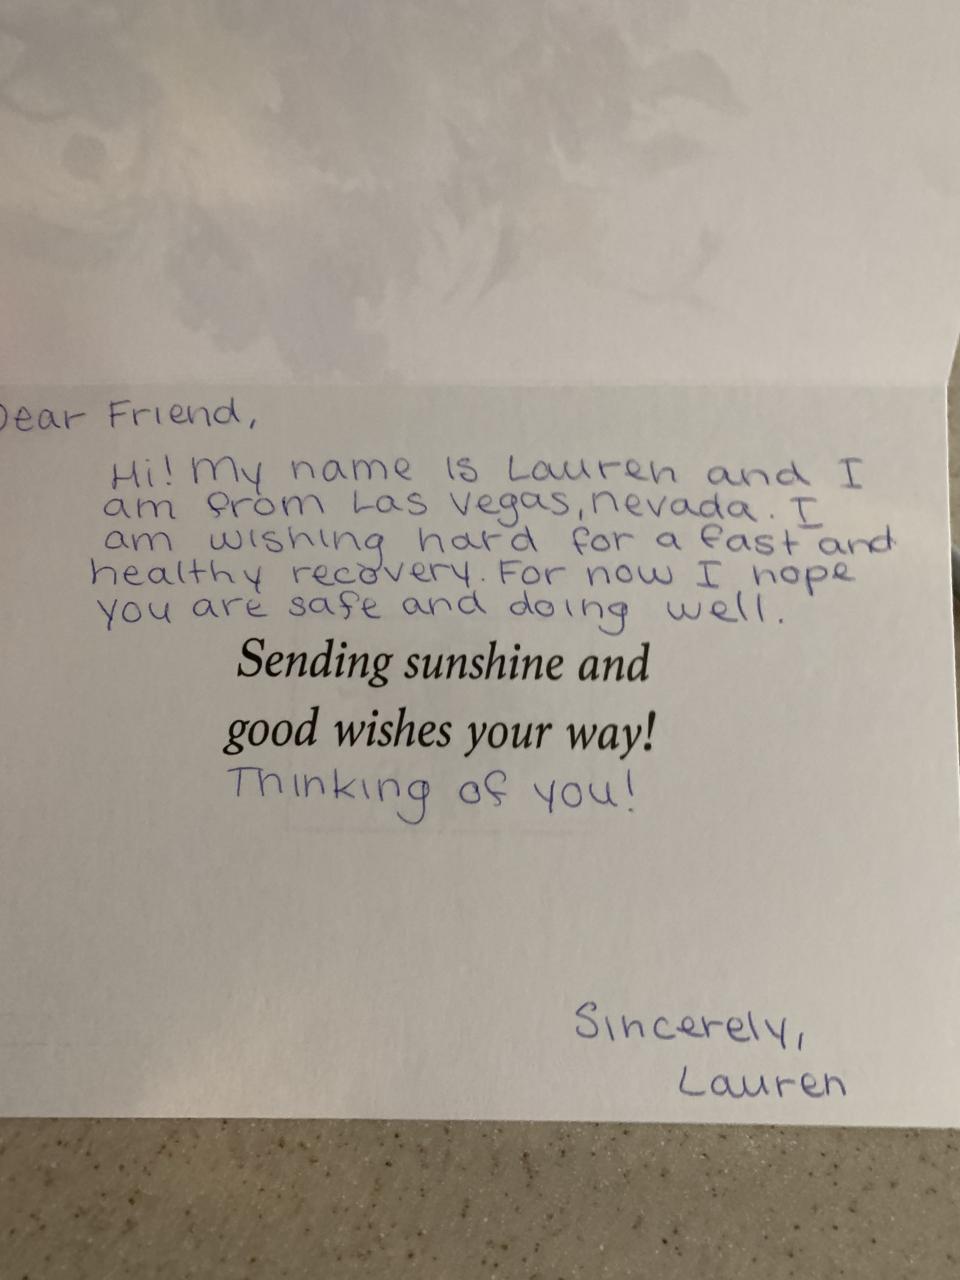 Dear Friend,
Hi! My name is Lauren and I
am from Las Vegas, nevada. I
am wishing hard for a fast and
healthy recovery. For now I hope
you are safe and doing well.
Sending sunshine and
good wishes your way!
Thinking of you!
Sincerely,
Lauren